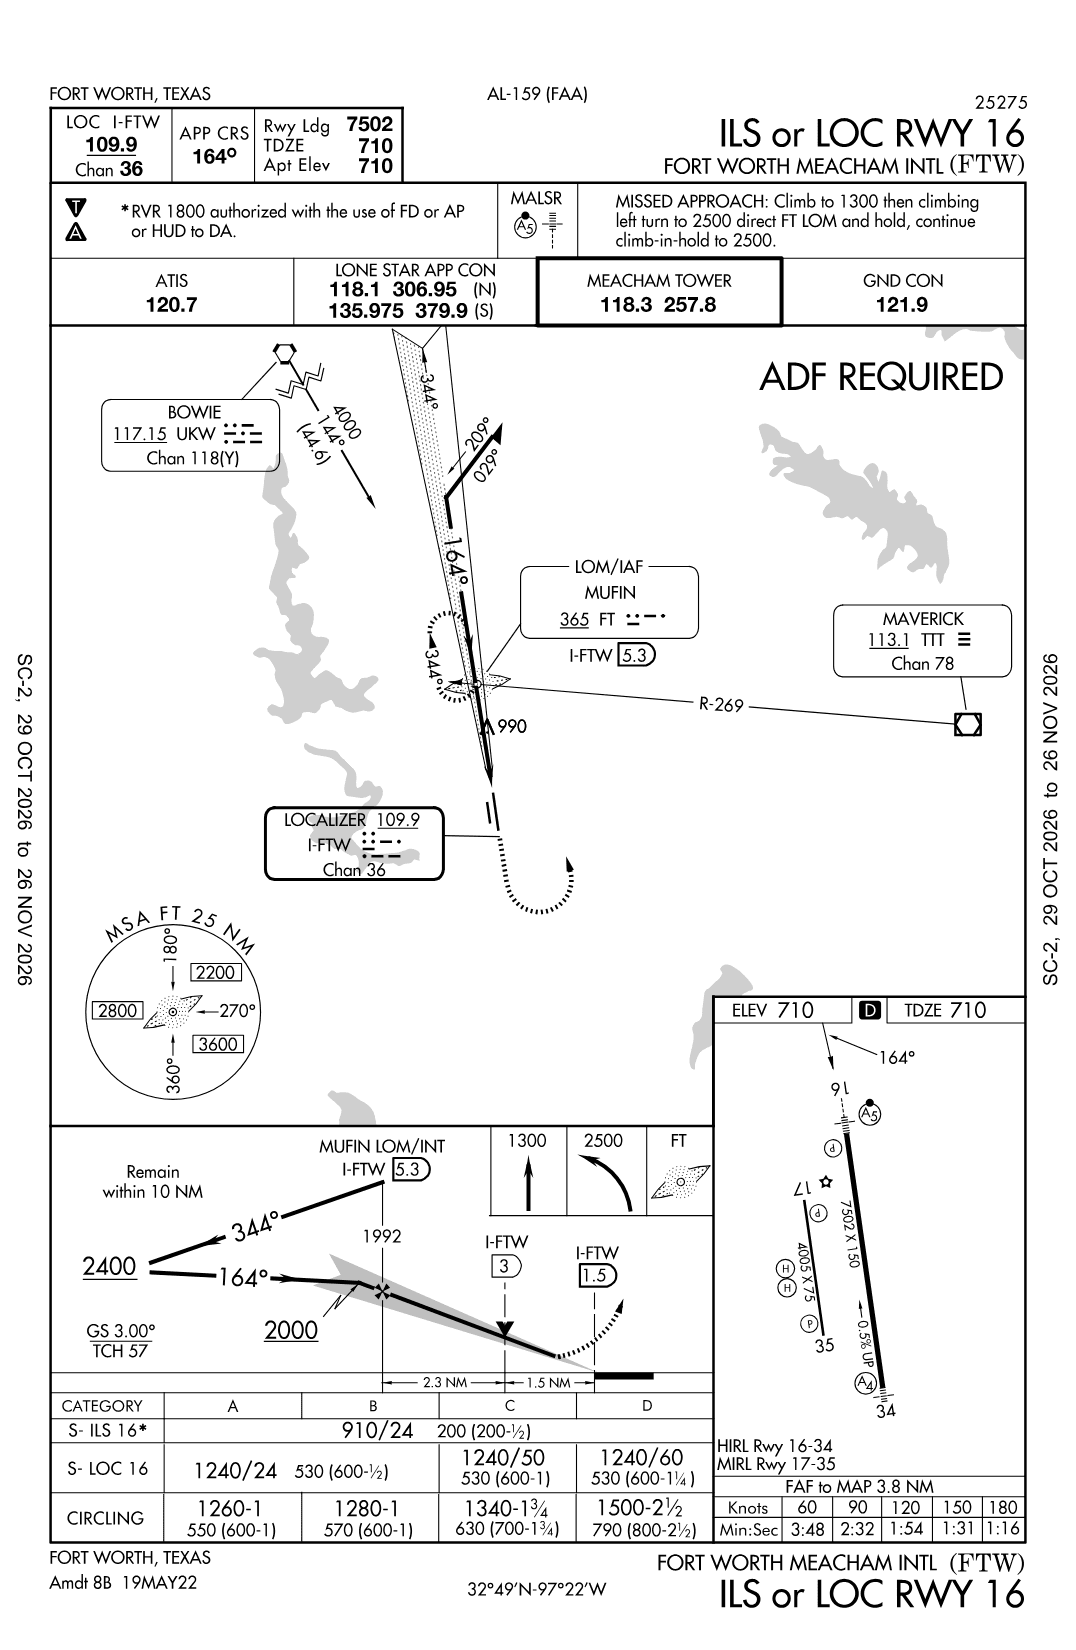 FORT WORTH, TEXAS
AL-159 (FAA)
25275
LOC I-FTW
109.9
Chan 36
APP CRS
164°
Rwy Ldg 7502
TDZE 710
Apt Elev 710
ILS or LOC RWY 16
FORT WORTH MEACHAM INTL (FTW)
T
A
*RVR 1800 authorized with the use of FD or AP
or HUD to DA.
MALSR
A5
MISSED APPROACH: Climb to 1300 then climbing
left turn to 2500 direct FT LOM and hold, continue
climb-in-hold to 2500.
ATIS
120.7
LONE STAR APP CON
118.1 306.95 (N)
135.975 379.9 (S)
MEACHAM TOWER
118.3 257.8
GND CON
121.9
ADF REQUIRED
BOWIE
117.15 UKW
Chan 118(Y)
4000
144°
(44.6)
344°
209°
029°
164°
LOM/IAF
MUFIN
365 FT
I-FTW 5.3
344°
MAVERICK
113.1 TTT
Chan 78
R-269
990
LOCALIZER 109.9
I-FTW
Chan 36
MSA FT 25 NM
180°
2200
2800
270°
3600
360°
SC-2, 29 OCT 2026 to 26 NOV 2026
SC-2, 29 OCT 2026 to 26 NOV 2026
ELEV 710
D
TDZE 710
164°
16
A5
P
17
P
7502 X 150
4005 X 75
H
H
P
0.5% UP
35
A4
34
HIRL Rwy 16-34
MIRL Rwy 17-35
FAF to MAP 3.8 NM
Knots 60 90 120 150 180
Min:Sec 3:48 2:32 1:54 1:31 1:16
Remain
within 10 NM
MUFIN LOM/INT
I-FTW 5.3
1300
2500
FT
344°
1992
2400
164°
2000
I-FTW
3
I-FTW
1.5
GS 3.00°
TCH 57
2.3 NM
1.5 NM
CATEGORY A B C D
S- ILS 16* 910/24 200 (200-½)
S- LOC 16 1240/24 530 (600-½) 1240/50 530 (600-1) 1240/60 530 (600-1¼)
CIRCLING 1260-1 550 (600-1) 1280-1 570 (600-1) 1340-1¾ 630 (700-1¾) 1500-2½ 790 (800-2½)
FORT WORTH, TEXAS
Amdt 8B 19MAY22
32°49'N-97°22'W
FORT WORTH MEACHAM INTL (FTW)
ILS or LOC RWY 16